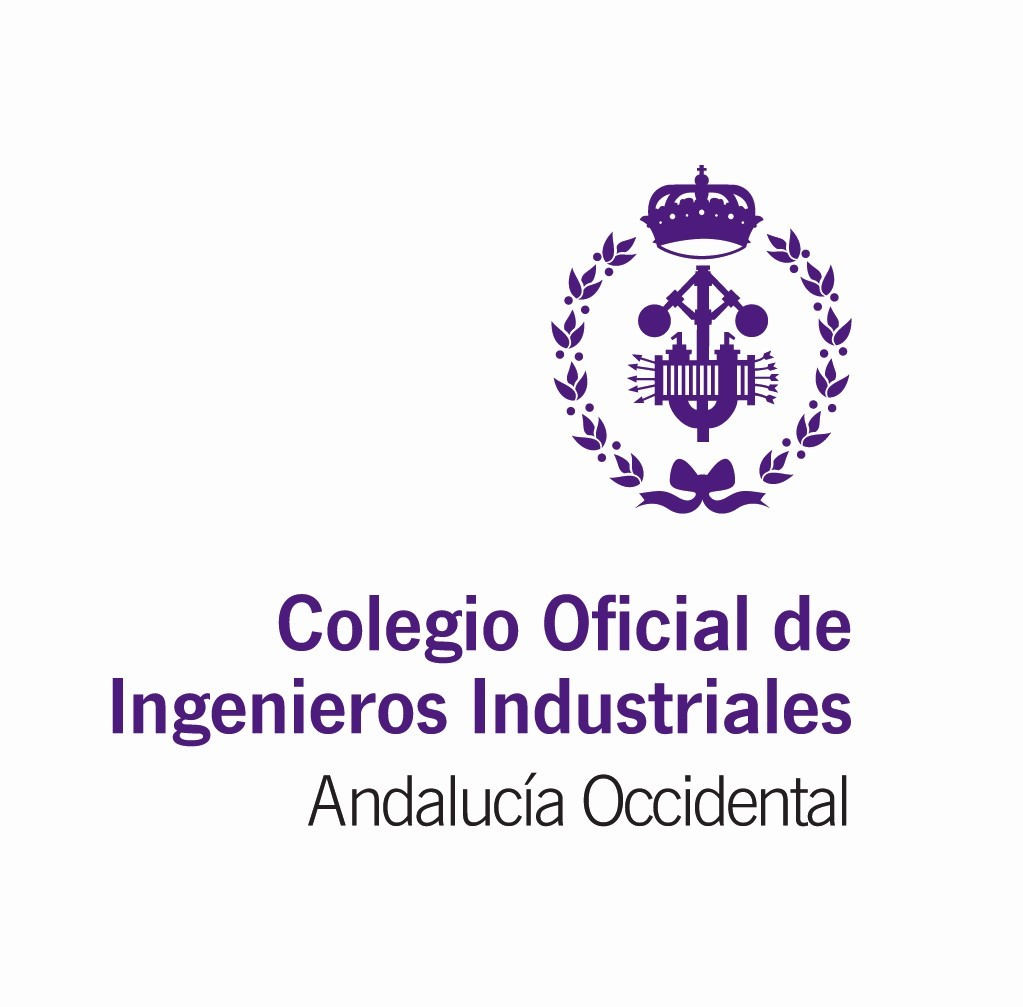 Colegio Oficial de
Ingenieros Industriales
Andalucía Occidental